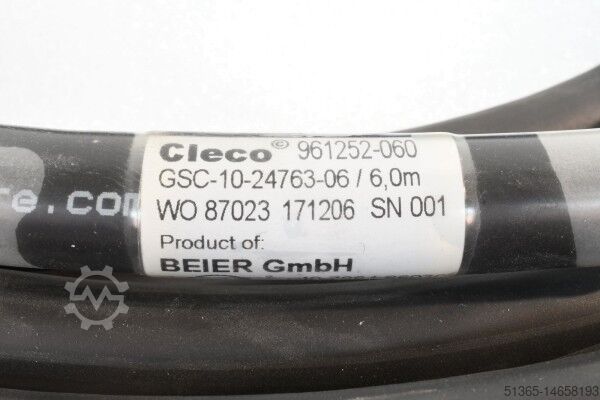 Cleco© 961252-060
GSC-10-24763-06 / 6,0m
WO 87023 171206 SN 001
Product of:
BEIER GmbH
re.com
51365-14658193